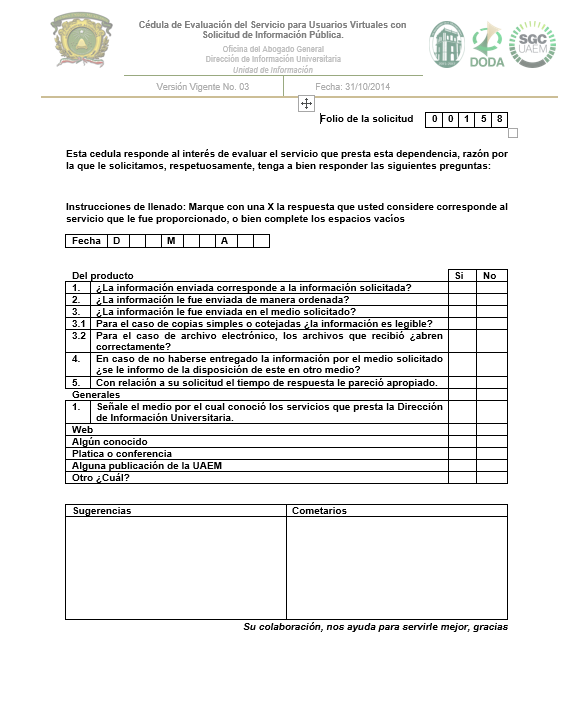 Cédula de Evaluación del Servicio para Usuarios Virtuales con
Solicitud de Información Pública.
Oficina del Abogado General
Dirección de Información Universitaria
Unidad de Información
Versión Vigente No. 03
Fecha: 31/10/2014
DODA
SGC
UAEM
Folio de la solicitud 0 0 1 5 8
Esta cedula responde al interés de evaluar el servicio que presta esta dependencia, razón por
la que le solicitamos, respetuosamente, tenga a bien responder las siguientes preguntas:
Instrucciones de llenado: Marque con una X la respuesta que usted considere corresponde al
servicio que le fue proporcionado, o bien complete los espacios vacíos
Fecha D M A
Del producto Si No
1. ¿La información enviada corresponde a la información solicitada?
2. ¿La información le fue enviada de manera ordenada?
3. ¿La información le fue enviada en el medio solicitado?
3.1 Para el caso de copias simples o cotejadas ¿la información es legible?
3.2 Para el caso de archivo electrónico, los archivos que recibió ¿abren
correctamente?
4. En caso de no haberse entregado la información por el medio solicitado
¿se le informo de la disposición de este en otro medio?
5. Con relación a su solicitud el tiempo de respuesta le pareció apropiado.
Generales
1. Señale el medio por el cual conoció los servicios que presta la Dirección
de Información Universitaria.
Web
Algún conocido
Platica o conferencia
Alguna publicación de la UAEM
Otro ¿Cuál?
Sugerencias Cometarios
Su colaboración, nos ayuda para servirle mejor, gracias